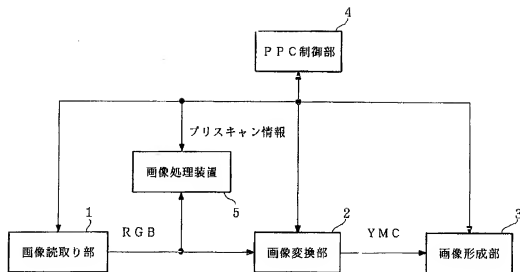 4
PPC制御部
プリスキャン情報
画像処理装置
5
1
RGB
2
YMC
3
画像読取り部
画像変換部
画像形成部